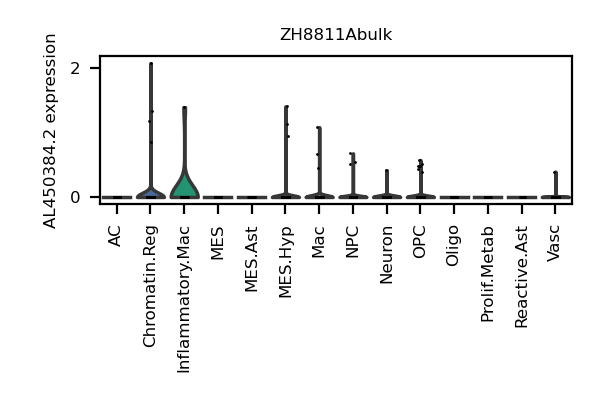 ZH8811Abulk
AL450384.2 expression
2
0
AC
Chromatin.Reg
Inflammatory.Mac
MES
MES.Ast
MES.Hyp
Mac
NPC
Neuron
OPC
Oligo
Prolif.Metab
Reactive.Ast
Vasc